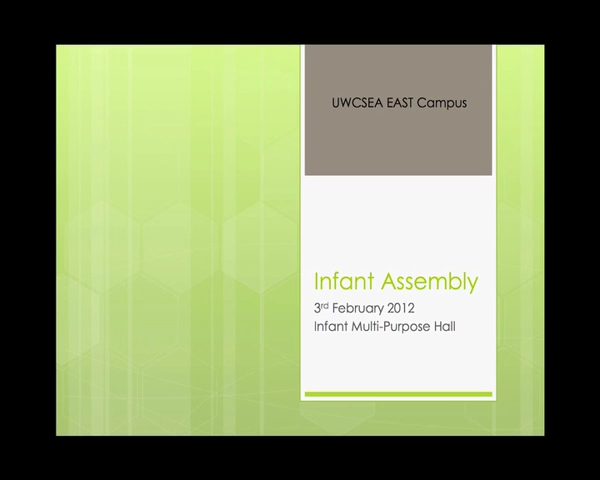 UWCSEA EAST Campus
Infant Assembly
3rd February 2012
Infant Multi-Purpose Hall